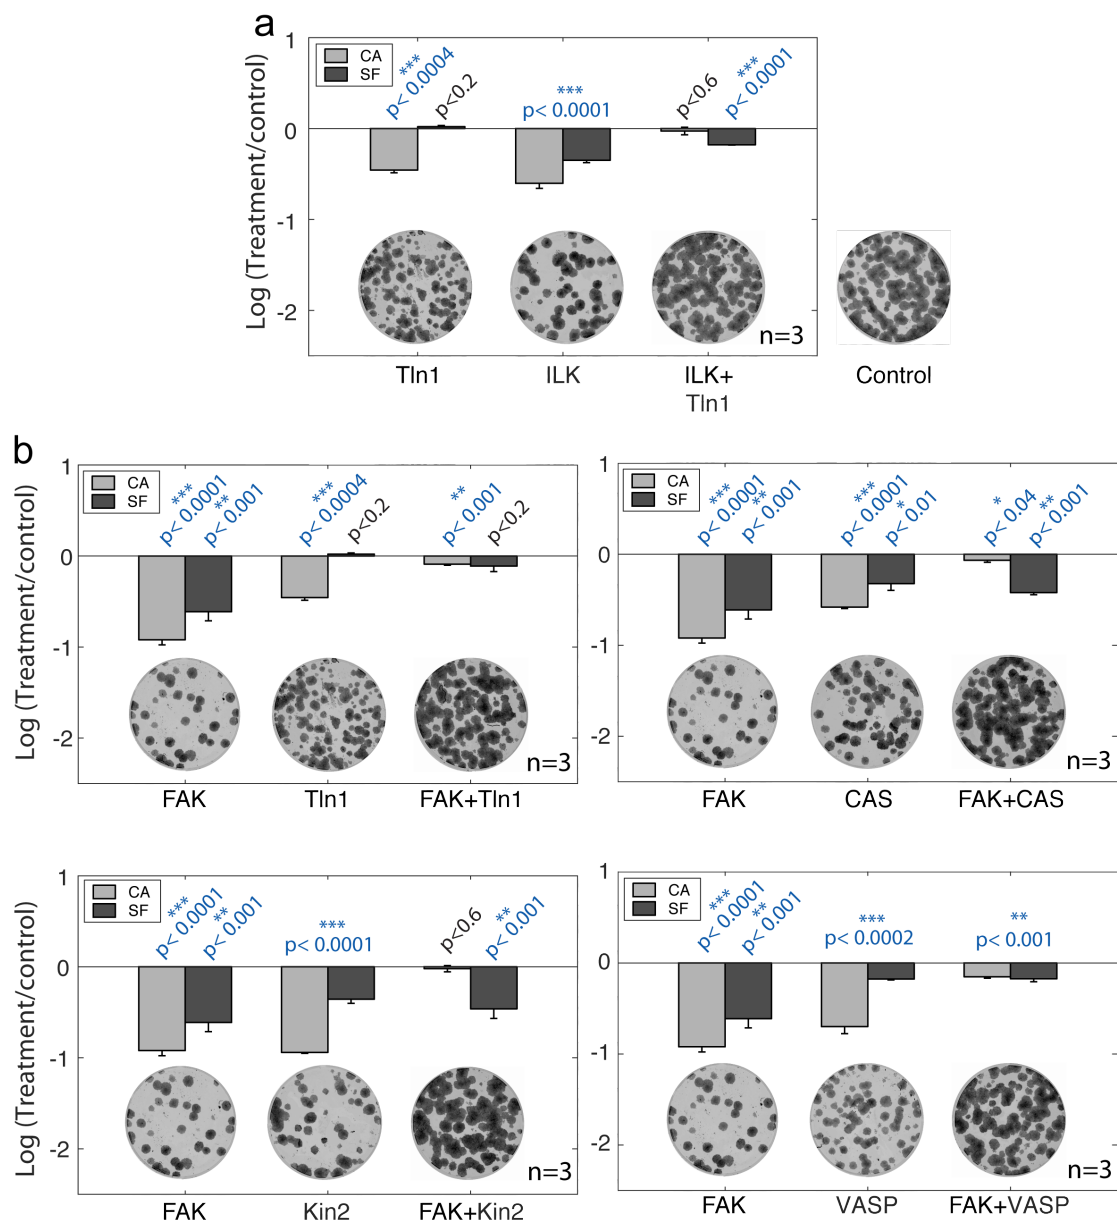 a
Log (Treatment/control)
1
0
-1
-2
CA
SF
***
p< 0.0004
p<0.2
***
p< 0.0001
p<0.6
***
p< 0.0001
n=3
Tln1
ILK
ILK+
Tln1
Control
b
Log (Treatment/control)
1
0
-1
-2
CA
SF
***
p< 0.0001
**
p< 0.001
***
p< 0.0004
p<0.2
**
p< 0.001
p<0.2
n=3
FAK
Tln1
FAK+Tln1
1
0
-1
-2
CA
SF
***
p< 0.0001
**
p< 0.001
***
p< 0.0001
*
p< 0.01
*
p< 0.04
**
p< 0.001
n=3
FAK
CAS
FAK+CAS
Log (Treatment/control)
1
0
-1
-2
CA
SF
***
p< 0.0001
**
p< 0.001
***
p< 0.0001
p<0.6
**
p< 0.001
n=3
FAK
Kin2
FAK+Kin2
1
0
-1
-2
CA
SF
***
p< 0.0001
**
p< 0.001
***
p< 0.0002
**
p< 0.001
n=3
FAK
VASP
FAK+VASP